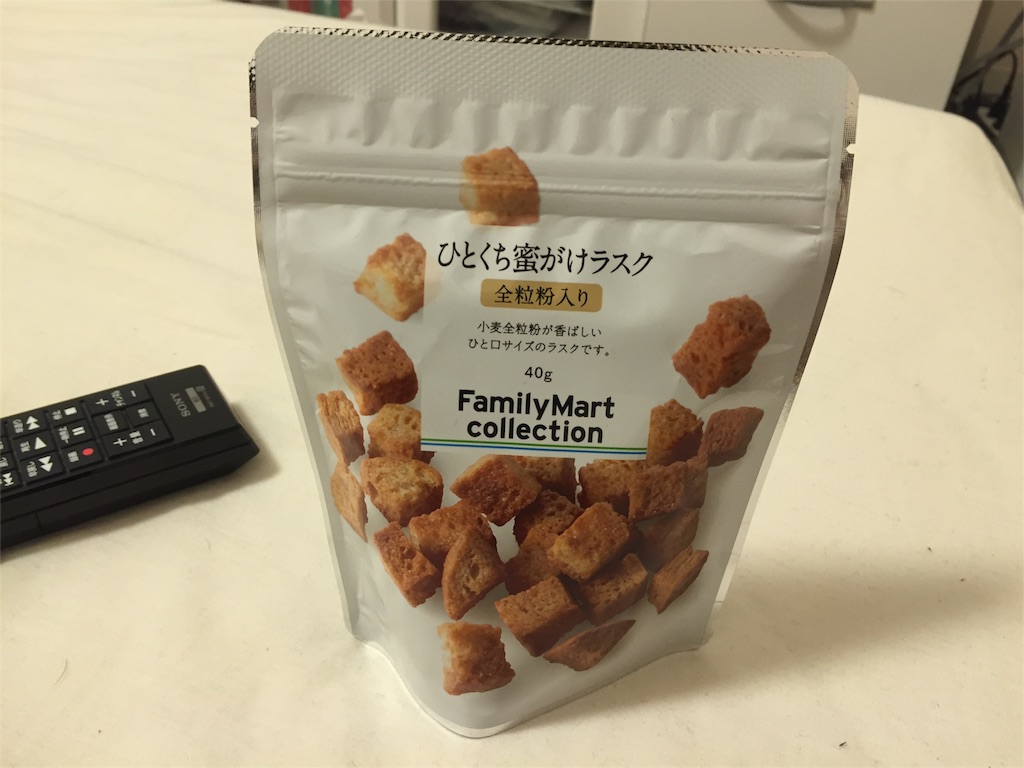 ひとくち蜜がけラスク
全粒粉入り
小麦全粒粉が香ばしい
ひと口サイズのラスクです。
40g
FamilyMart
collection
SONY